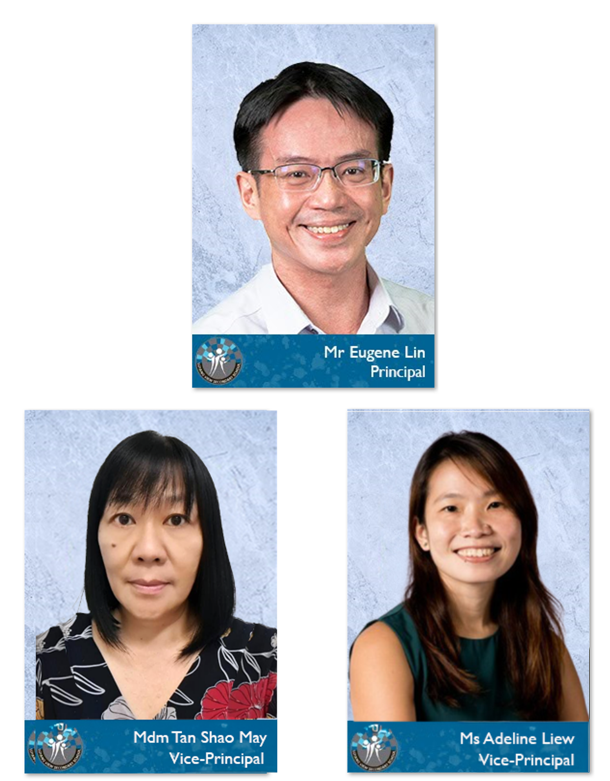 Mr Eugene Lin
Principal
Mdm Tan Shao May
Vice-Principal
Ms Adeline Liew
Vice-Principal